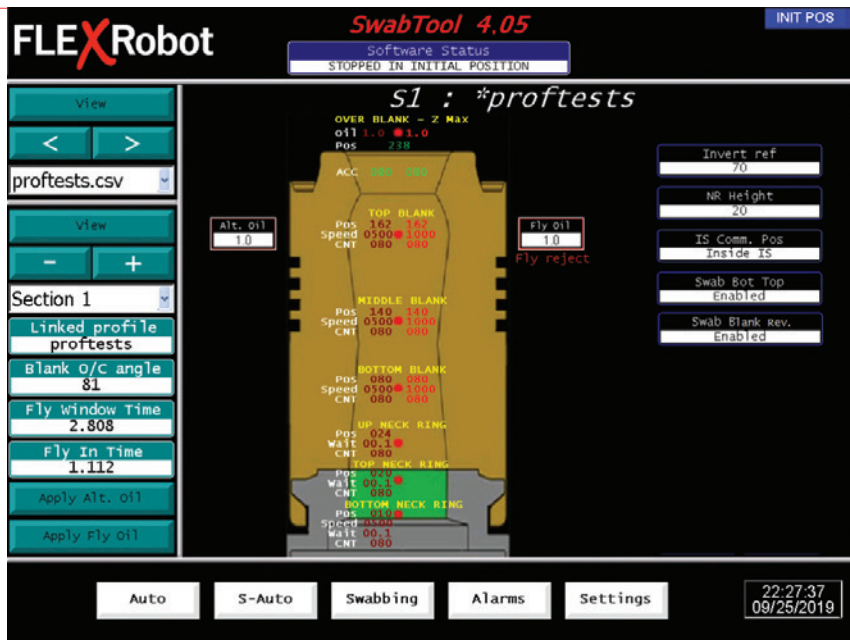 FLEXRobot
SwabTool 4.05
INIT POS
Software Status
STOPPED IN INITIAL POSITION
View
< >
proftests.csv
View
- +
Section 1
Linked profile
proftests
Blank O/C angle
81
Fly Window Time
2.808
Fly In Time
1.112
Apply Alt. Oil
Apply Fly Oil
S1 : *proftests
OVER BLANK - Z Max
oil 1.0 1.0
Pos 238
ACC
TOP BLANK
Pos 162 162
Speed 0500 1000
CNT 080 080
Alt. Oil
1.0
Fly Oil
1.0
Fly reject
MIDDLE BLANK
Pos 140 140
Speed 0500 1000
CNT 080 080
BOTTOM BLANK
Pos 080 080
Speed 0500 1000
CNT 080 080
UP NECK RING
Pos 024
Wait 00.1
CNT 080
TOP NECK RING
Pos 020
Wait 00.1
CNT 080
BOTTOM NECK RING
Pos 010
Speed 0500
Wait 00.1
CNT 080
Invert ref
70
NR Height
20
IS Comm. Pos
Inside IS
Swab Bot Top
Enabled
Swab Blank Rev.
Enabled
Auto
S-Auto
Swabbing
Alarms
Settings
22:27:37
09/25/2019